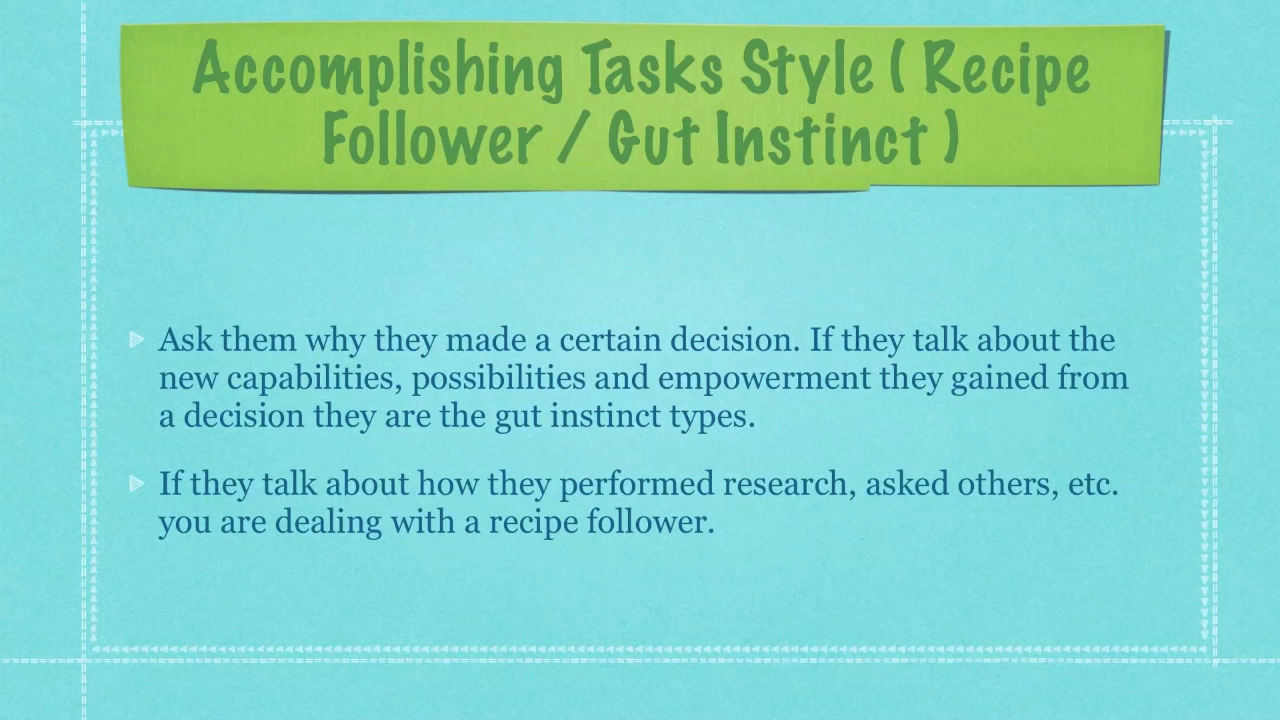 Accomplishing Tasks Style ( Recipe
Follower / Gut Instinct )
Ask them why they made a certain decision. If they talk about the
new capabilities, possibilities and empowerment they gained from
a decision they are the gut instinct types.
If they talk about how they performed research, asked others, etc.
you are dealing with a recipe follower.